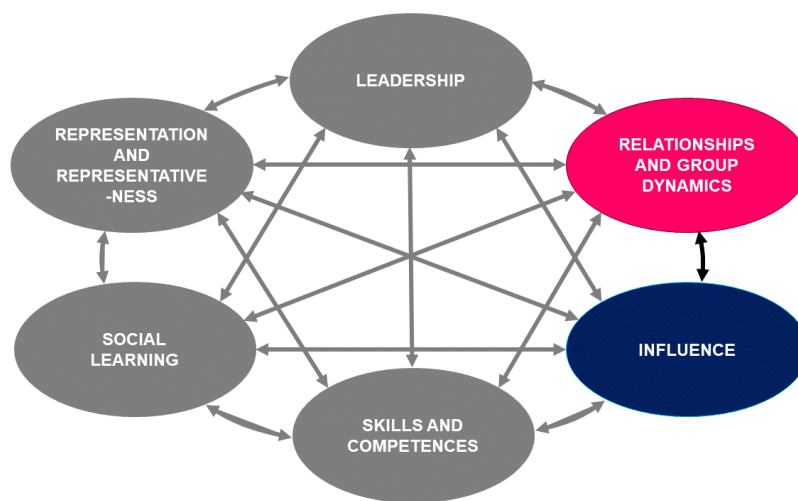 LEADERSHIP
REPRESENTATION
AND
REPRESENTATIVE
-NESS
RELATIONSHIPS
AND GROUP
DYNAMICS
SOCIAL
LEARNING
INFLUENCE
SKILLS AND
COMPETENCES